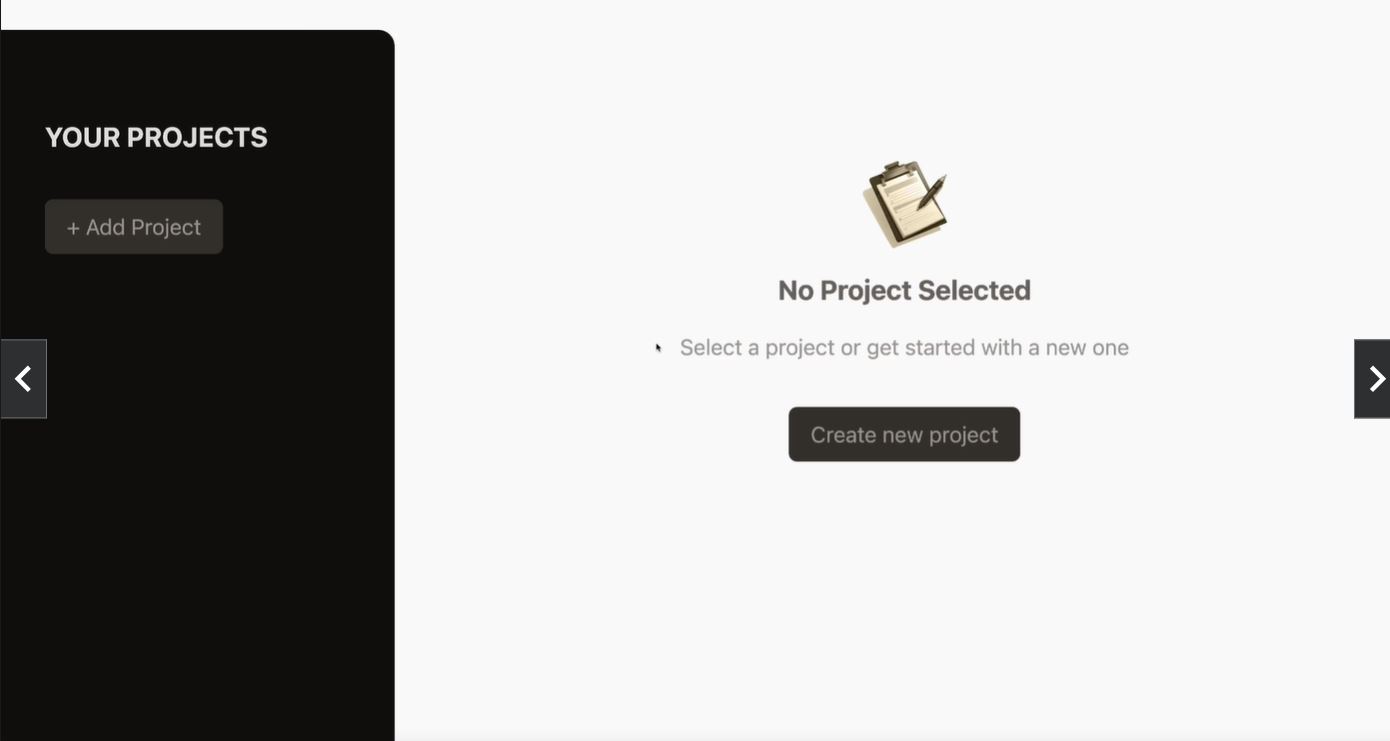 YOUR PROJECTS
+ Add Project
No Project Selected
Select a project or get started with a new one
Create new project